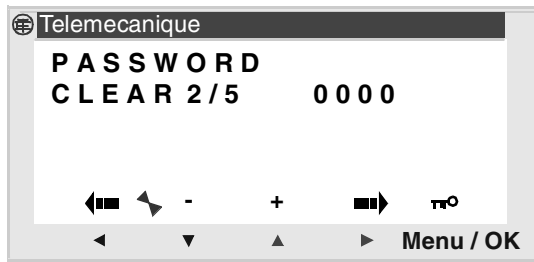 Telemecanique
PASSWORD
CLEAR 2/5 0000
- +
Menu / OK